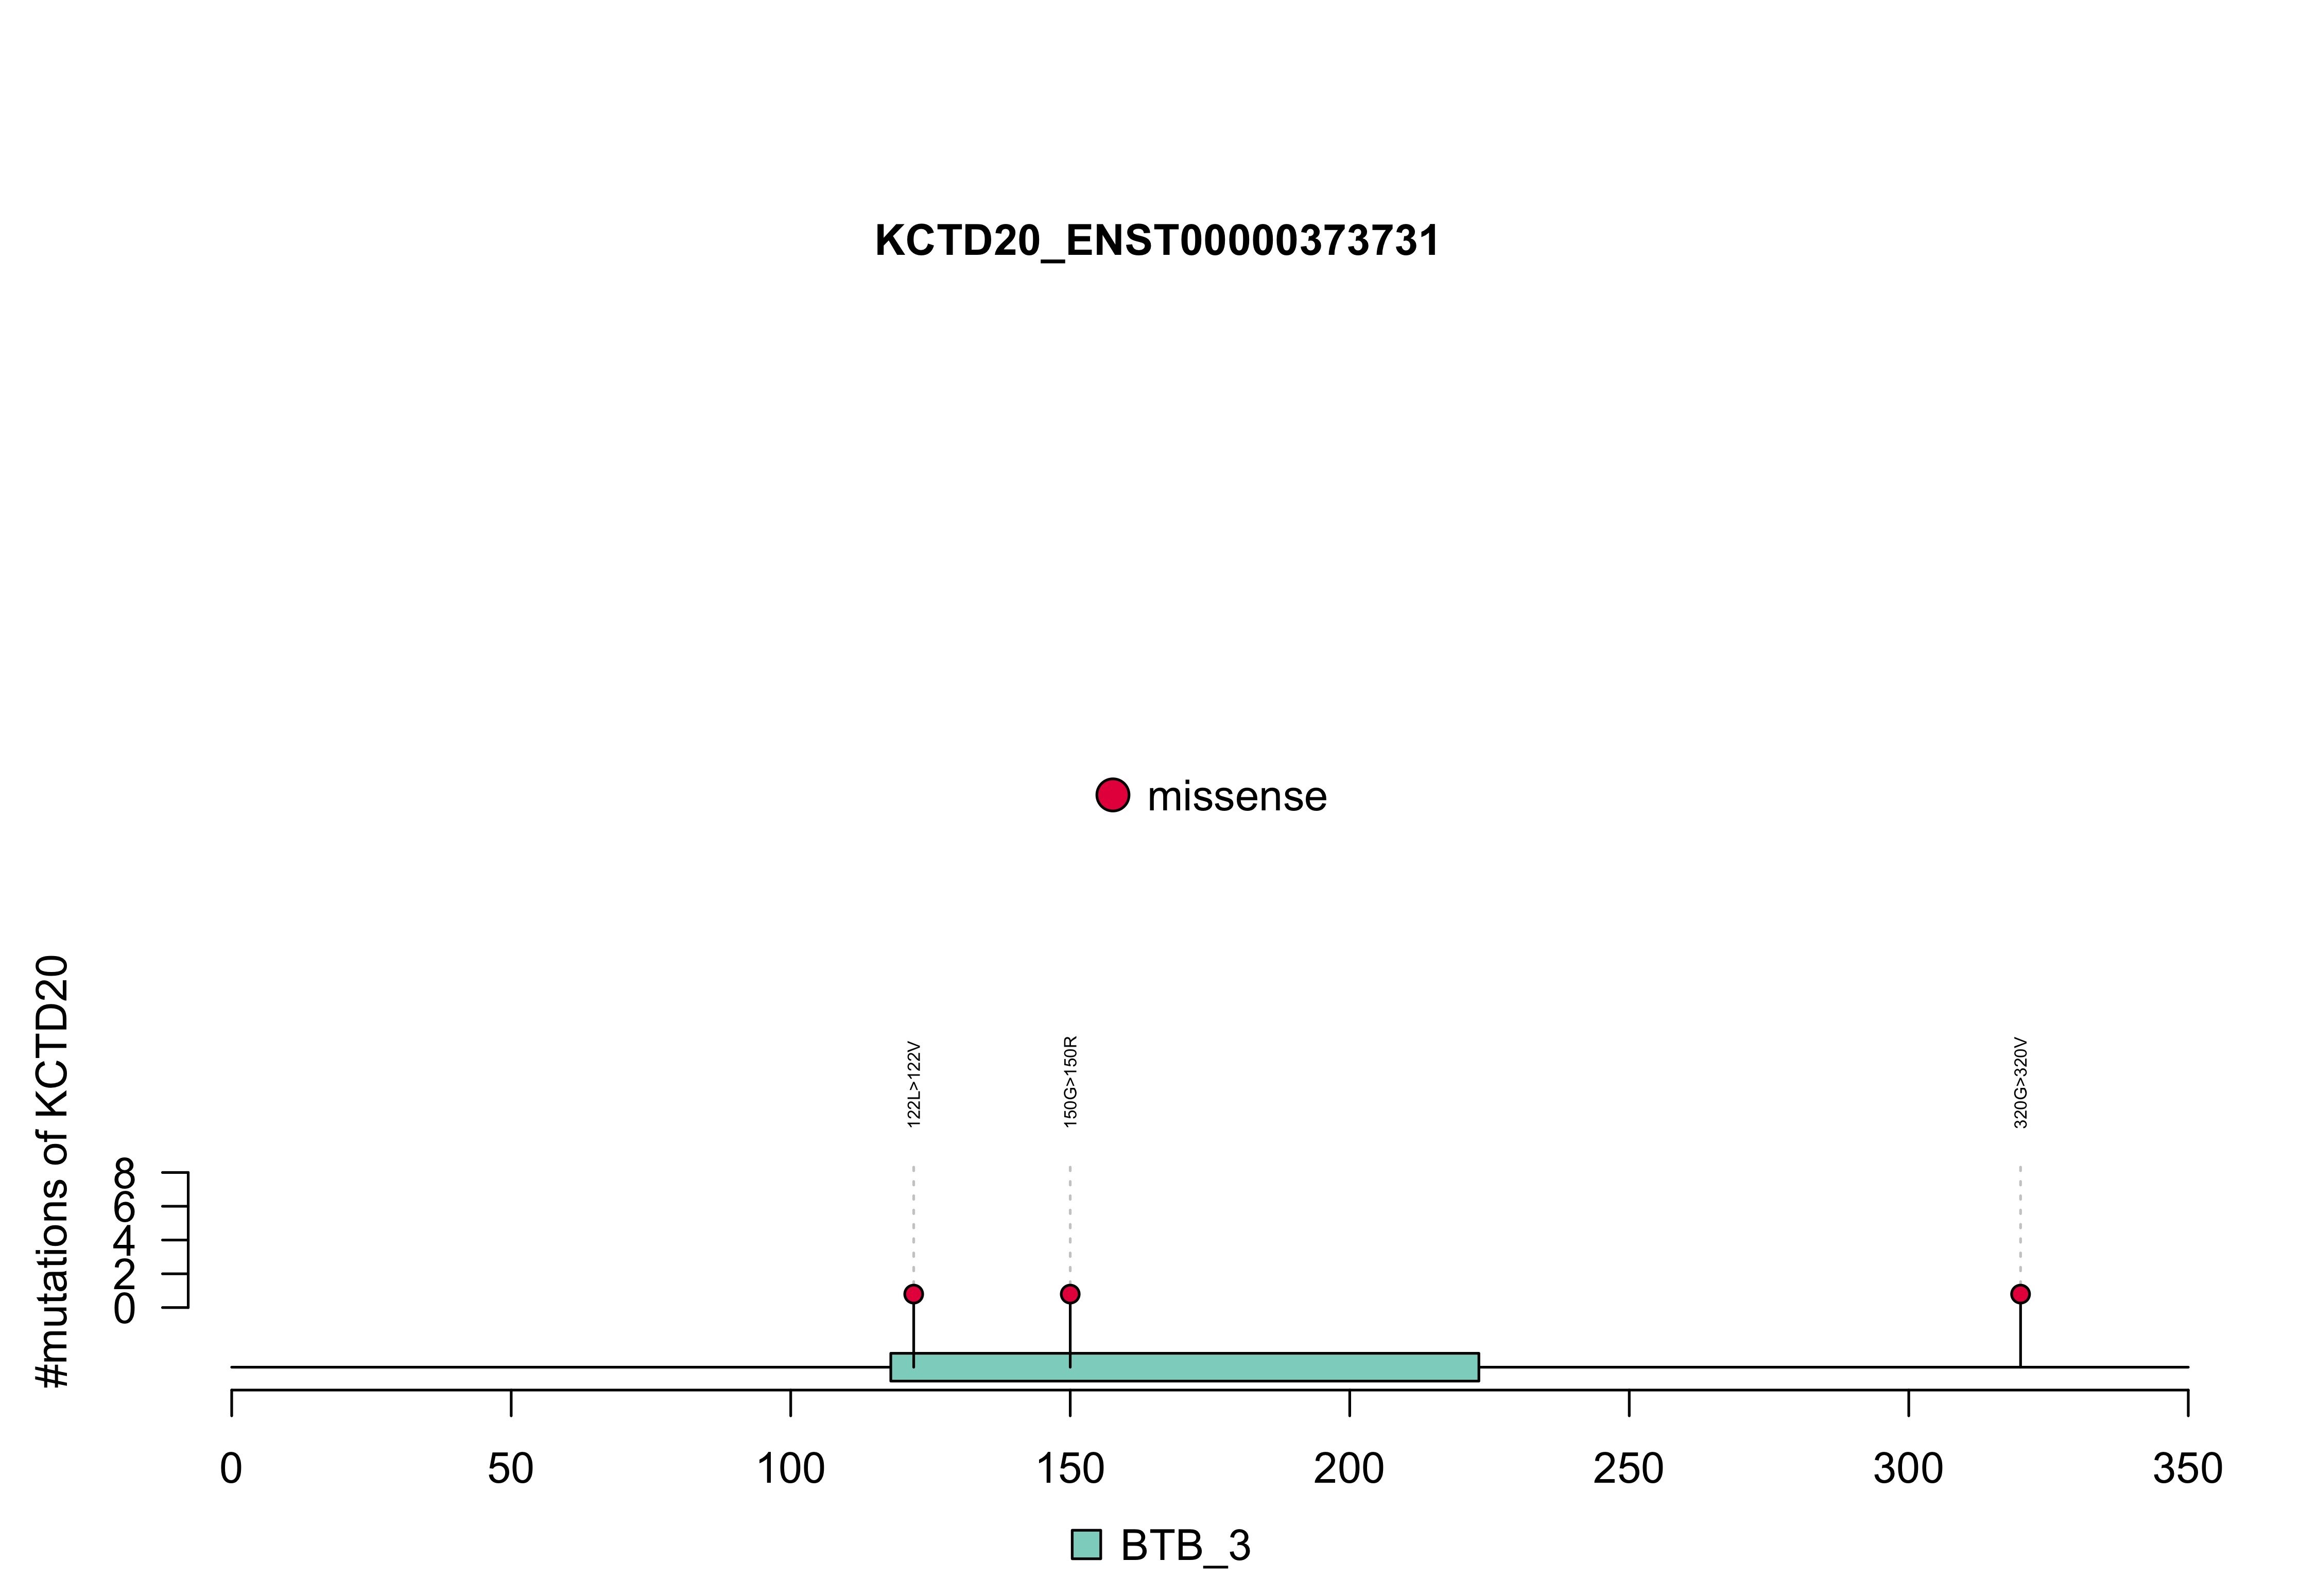 KCTD20_ENST00000373731
missense
#mutations of KCTD20
122L>122V
150G>150R
320G>320V
8
6
4
2
0
0 50 100 150 200 250 300 350
BTB_3